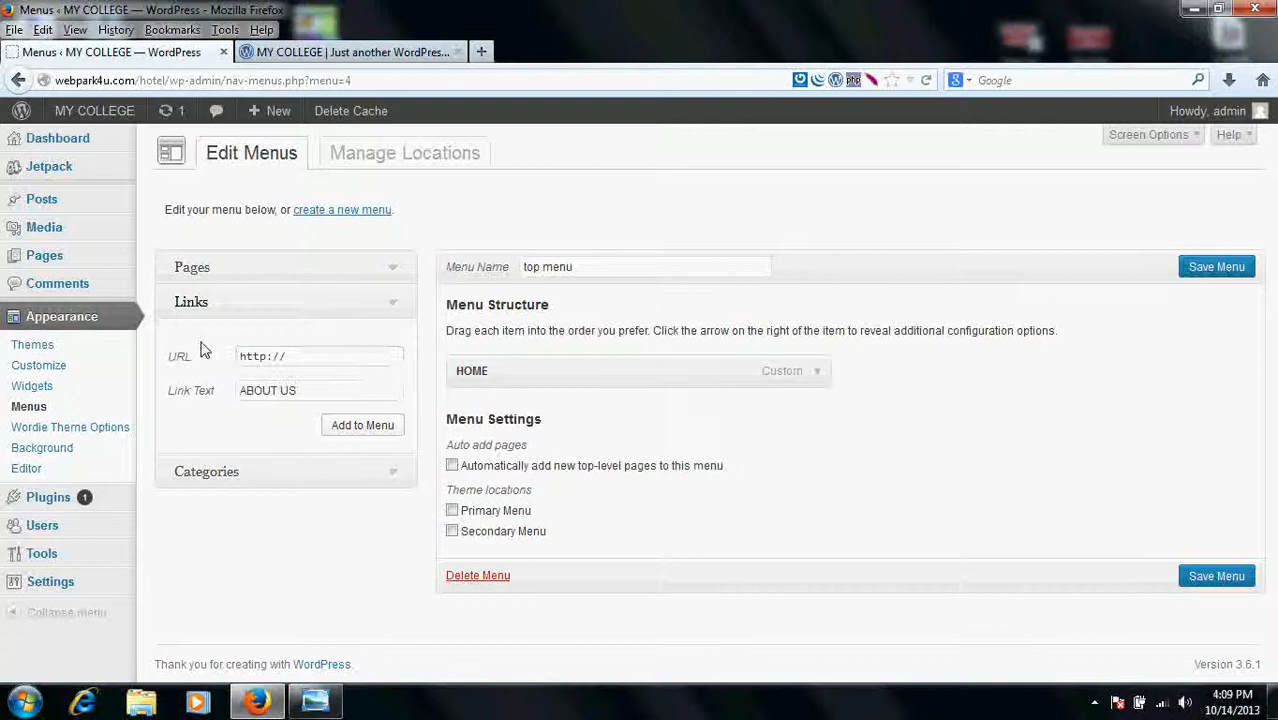 Menus ‹ MY COLLEGE — WordPress - Mozilla Firefox
File Edit View History Bookmarks Tools Help
Menus ‹ MY COLLEGE — WordPress × MY COLLEGE | Just another WordPres... × +
webpark4u.com/hotel/wp-admin/nav-menus.php?menu=4
php
Google
MY COLLEGE 1 New Delete Cache Howdy, admin
Dashboard
Jetpack
Posts
Media
Pages
Comments
Appearance
Themes
Customize
Widgets
Menus
Wordie Theme Options
Background
Editor
Plugins 1
Users
Tools
Settings
Collapse menu
Screen Options Help
Edit Menus Manage Locations
Edit your menu below, or create a new menu.
Pages
Links
URL http://
Link Text ABOUT US
Add to Menu
Categories
Menu Name top menu Save Menu
Menu Structure
Drag each item into the order you prefer. Click the arrow on the right of the item to reveal additional configuration options.
HOME Custom
Menu Settings
Auto add pages
Automatically add new top-level pages to this menu
Theme locations
Primary Menu
Secondary Menu
Delete Menu Save Menu
Thank you for creating with WordPress. Version 3.6.1
4:09 PM
10/14/2013